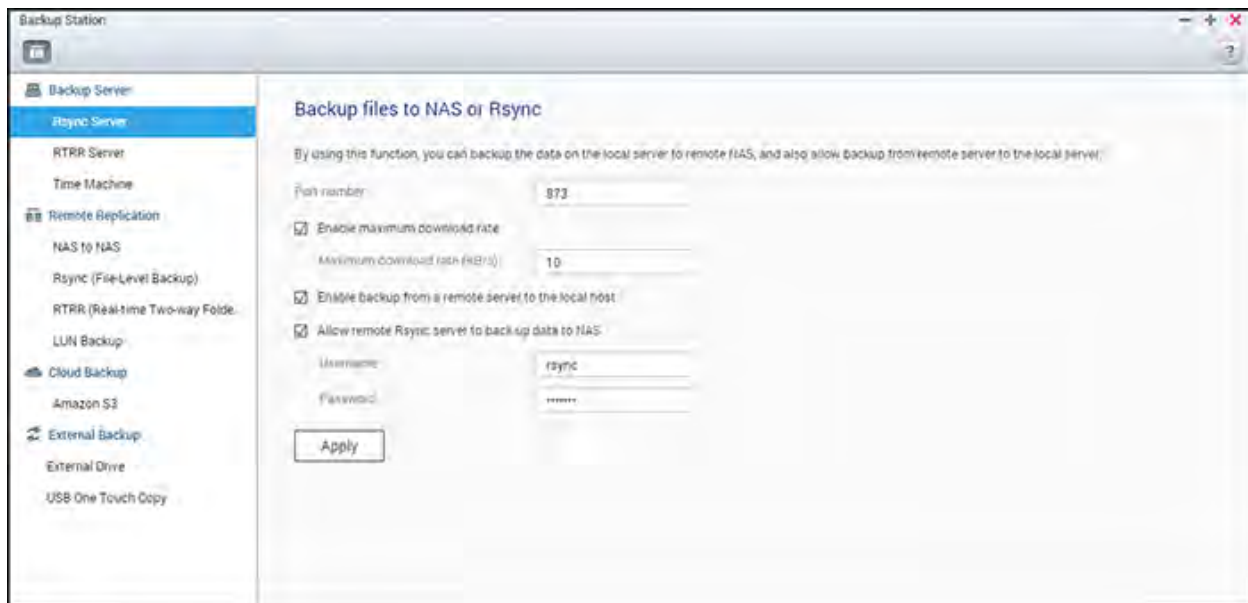 Backup Station
Backup Server
Rsync Server
RTRR Server
Time Machine
Remote Replication
NAS to NAS
Rsync (File-Level Backup)
RTRR (Real-time Two-way Folde.
LUN Backup
Cloud Backup
Amazon S3
External Backup
External Drive
USB One Touch Copy
Backup files to NAS or Rsync
By using this function, you can backup the data on the local server to remote NAS, and also allow backup from remote server to the local server.
Port number: 873
Enable maximum download rate
Maximum download rate (KB/s): 10
Enable backup from a remote server to the local host
Allow remote Rsync server to back up data to NAS
Username: rsync
Password: •••••••
Apply